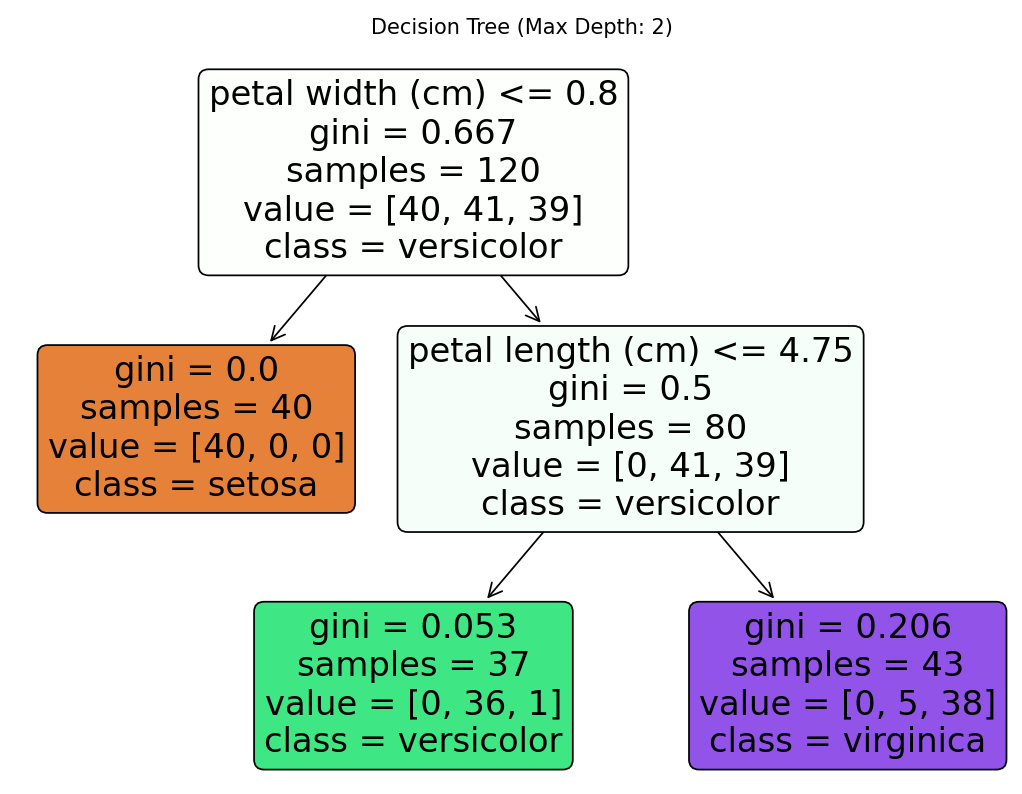 Decision Tree (Max Depth: 2)
petal width (cm) <= 0.8
gini = 0.667
samples = 120
value = [40, 41, 39]
class = versicolor
gini = 0.0
samples = 40
value = [40, 0, 0]
class = setosa
petal length (cm) <= 4.75
gini = 0.5
samples = 80
value = [0, 41, 39]
class = versicolor
gini = 0.053
samples = 37
value = [0, 36, 1]
class = versicolor
gini = 0.206
samples = 43
value = [0, 5, 38]
class = virginica